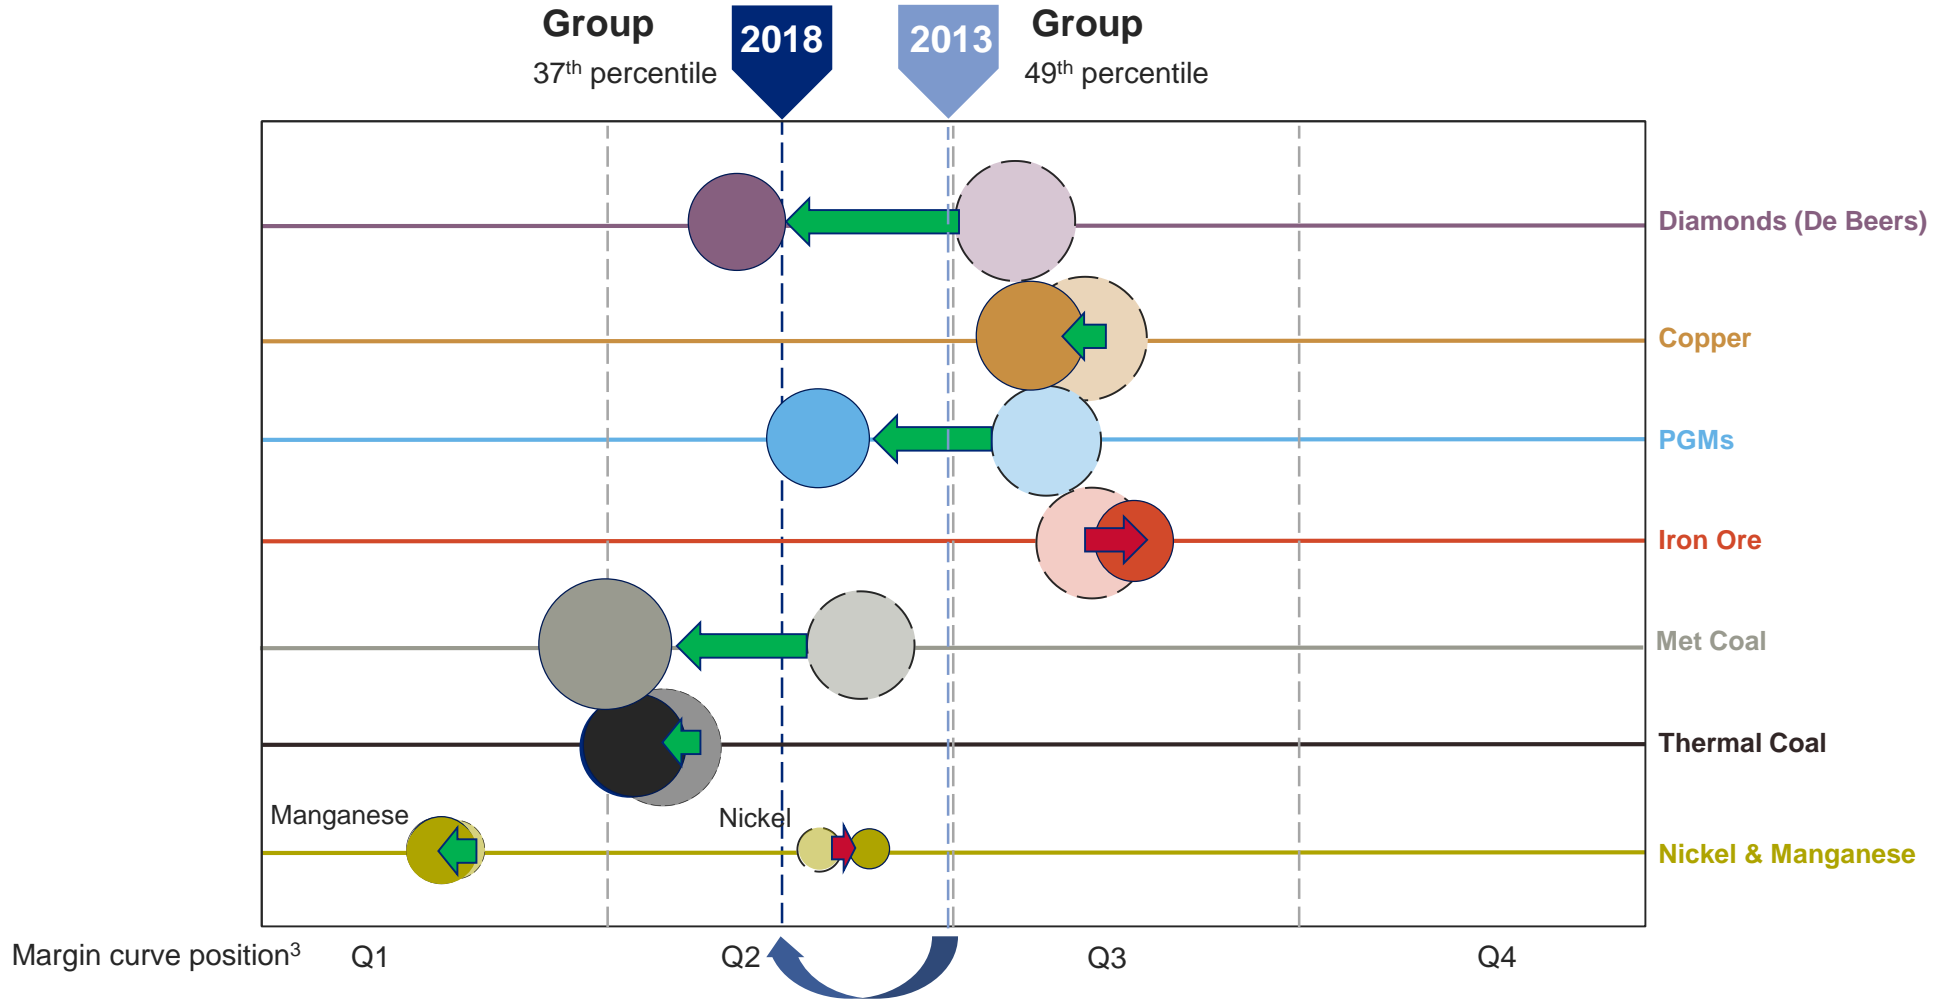 Group
37th percentile
2018
2013
Group
49th percentile
Diamonds (De Beers)
Copper
PGMs
Iron Ore
Met Coal
Thermal Coal
Manganese
Nickel
Nickel & Manganese
Margin curve position3
Q1
Q2
Q3
Q4